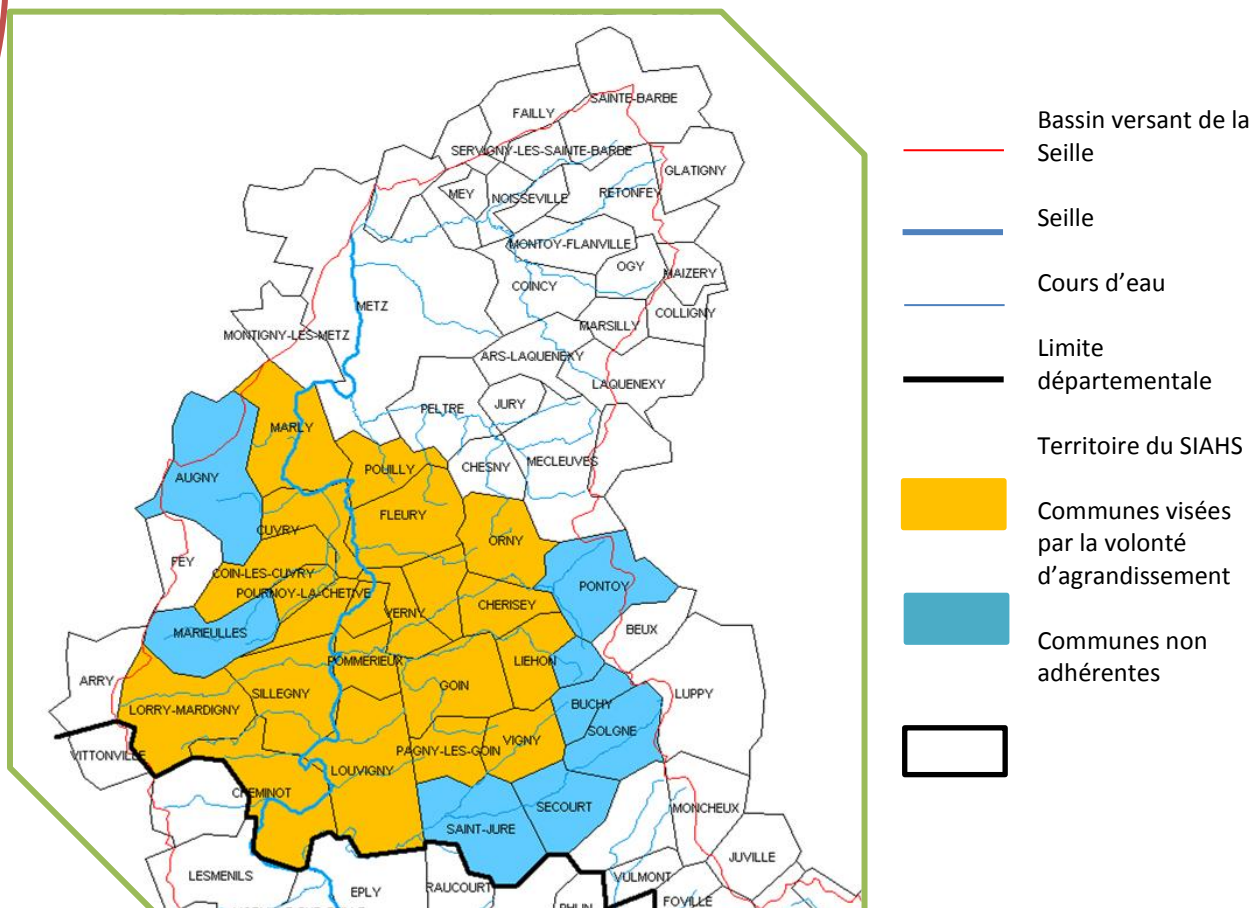 SAINTE-BARBE
FAILLY
SERVIGNY-LES-SAINTE-BARBE
GLATIGNY
MEY
NOISSEVILLE
RETONFEY
MONTOY-FLANVILLE
OGY
MAIZERY
COINCY
METZ
COLLIGNY
MARSILLY
MONTIGNY-LES-METZ
ARS-LAQUENEXY
LAQUENEXY
PELTRE
JURY
MARLY
CHESNY
MECLEUVES
POUILLY
AUGNY
FLEURY
CUVRY
ORNY
FEY
COIN-LES-CUVRY
PONTOY
POURNOY-LA-CHETIVE
VERNY
CHERISEY
MARIEULLES
BEUX
POMMERIEUX
LIEHON
ARRY
GOIN
SILLEGNY
LUPPY
LORRY-MARDIGNY
BUCHY
SOLGNE
VIGNY
PAGNY-LES-GOIN
VITTONVILLE
LOUVIGNY
CHEMINOT
SECOURT
MONCHEUX
SAINT-JURE
JUVILLE
LESMENILS
VULMONT
EPLY
RAUCOURT
FOVILLE
Bassin versant de la
Seille
Seille
Cours d’eau
Limite
départementale
Territoire du SIAHS
Communes visées
par la volonté
d’agrandissement
Communes non
adhérentes